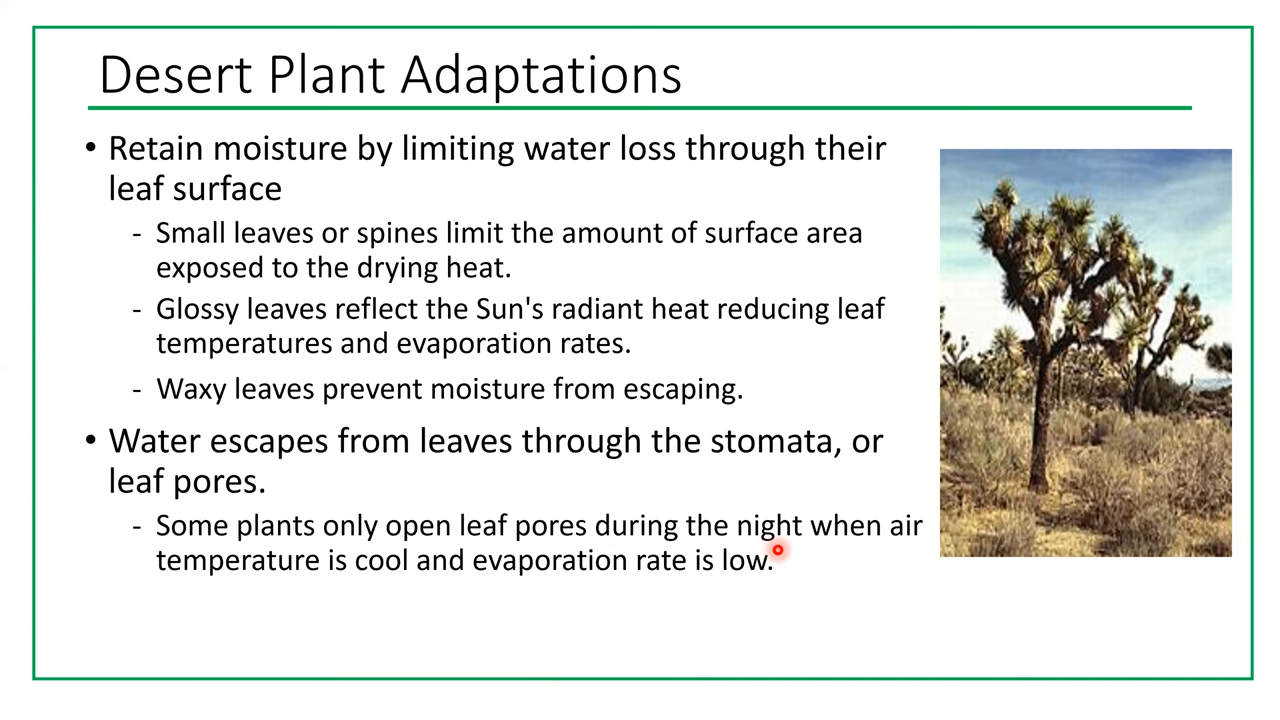 Desert Plant Adaptations
• Retain moisture by limiting water loss through their
leaf surface
- Small leaves or spines limit the amount of surface area
exposed to the drying heat.
- Glossy leaves reflect the Sun's radiant heat reducing leaf
temperatures and evaporation rates.
- Waxy leaves prevent moisture from escaping.
• Water escapes from leaves through the stomata, or
leaf pores.
- Some plants only open leaf pores during the night when air
temperature is cool and evaporation rate is low.